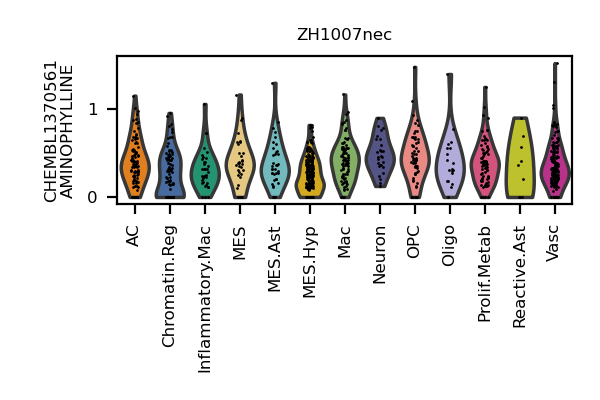 ZH1007nec
CHEMBL1370561
AMINOPHYLLINE
1
0
AC
Chromatin.Reg
Inflammatory.Mac
MES
MES.Ast
MES.Hyp
Mac
Neuron
OPC
Oligo
Prolif.Metab
Reactive.Ast
Vasc